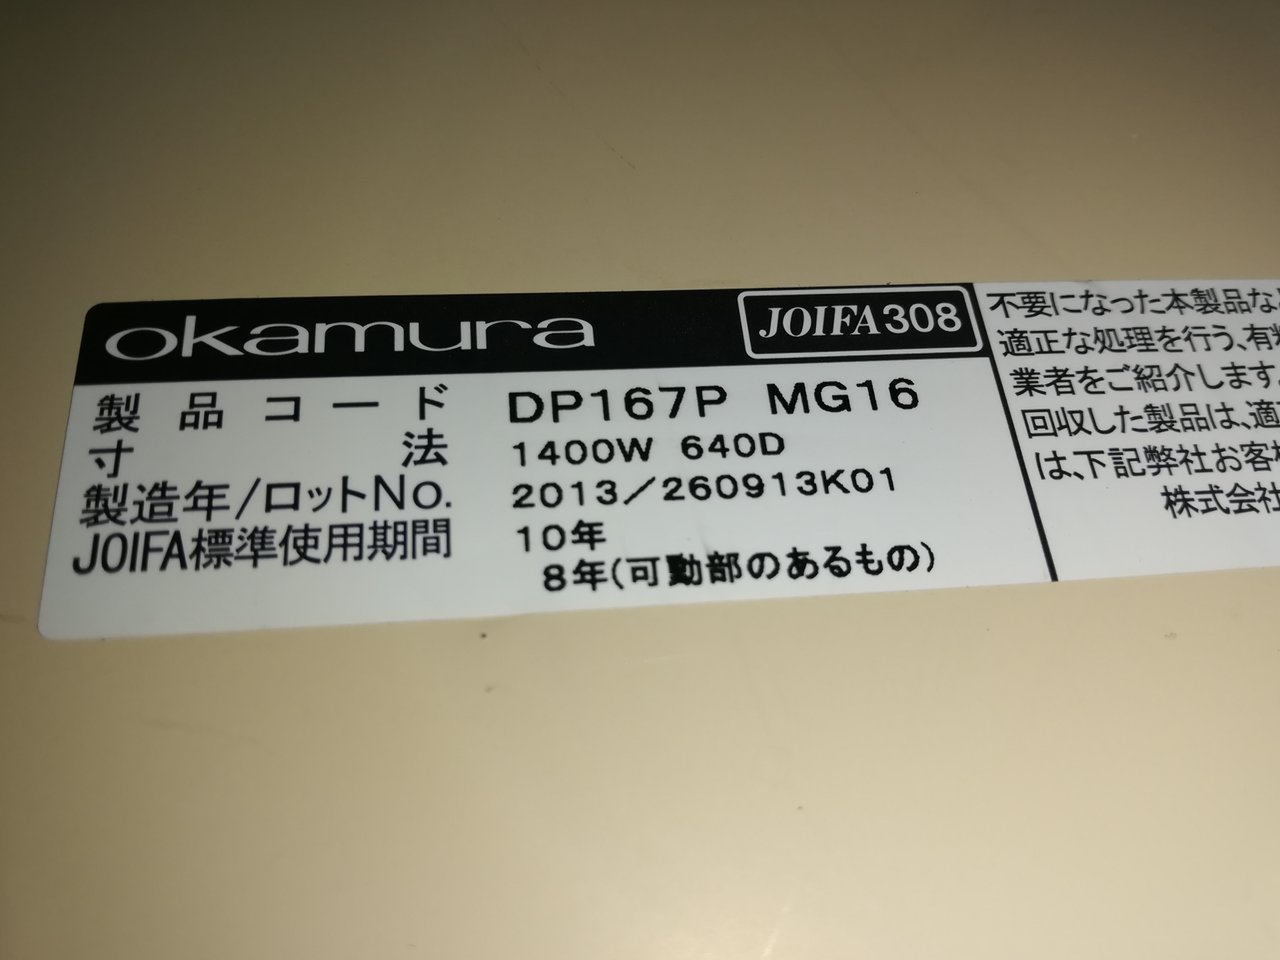 okamura JOIFA308
製品コード DP167P MG16
寸法 1400W 640D
製造年/ロットNo. 2013/260913K01
JOIFA標準使用期間 10年
8年(可動部のあるもの)
不要になった本製品な
適正な処理を行う、有
業者をご紹介します
回収した製品は、適
は、下記弊社お客
株式会社